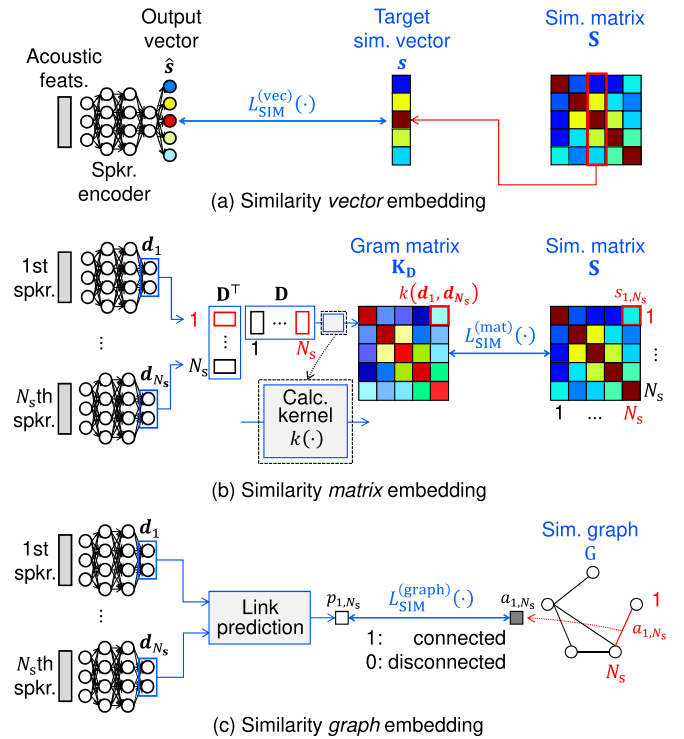 Output vector
ŝ
Acoustic feats.
Spkr. encoder
L_SIM^(vec)(·)
Target sim. vector
s
Sim. matrix
S
(a) Similarity vector embedding
1st spkr.
d_1
...
N_sth spkr.
d_{N_s}
1
N_s
D^⊤
D
1 ... N_s
Calc. kernel
k(·)
Gram matrix
K_D
k(d_1, d_{N_s})
L_SIM^(mat)(·)
Sim. matrix
S
s_{1,N_s}
1
⋮
N_s
1 ... N_s
(b) Similarity matrix embedding
1st spkr.
d_1
...
N_sth spkr.
d_{N_s}
Link prediction
p_{1,N_s}
L_SIM^(graph)(·)
a_{1,N_s}
1: connected
0: disconnected
Sim. graph
G
1
a_{1,N_s}
N_s
(c) Similarity graph embedding